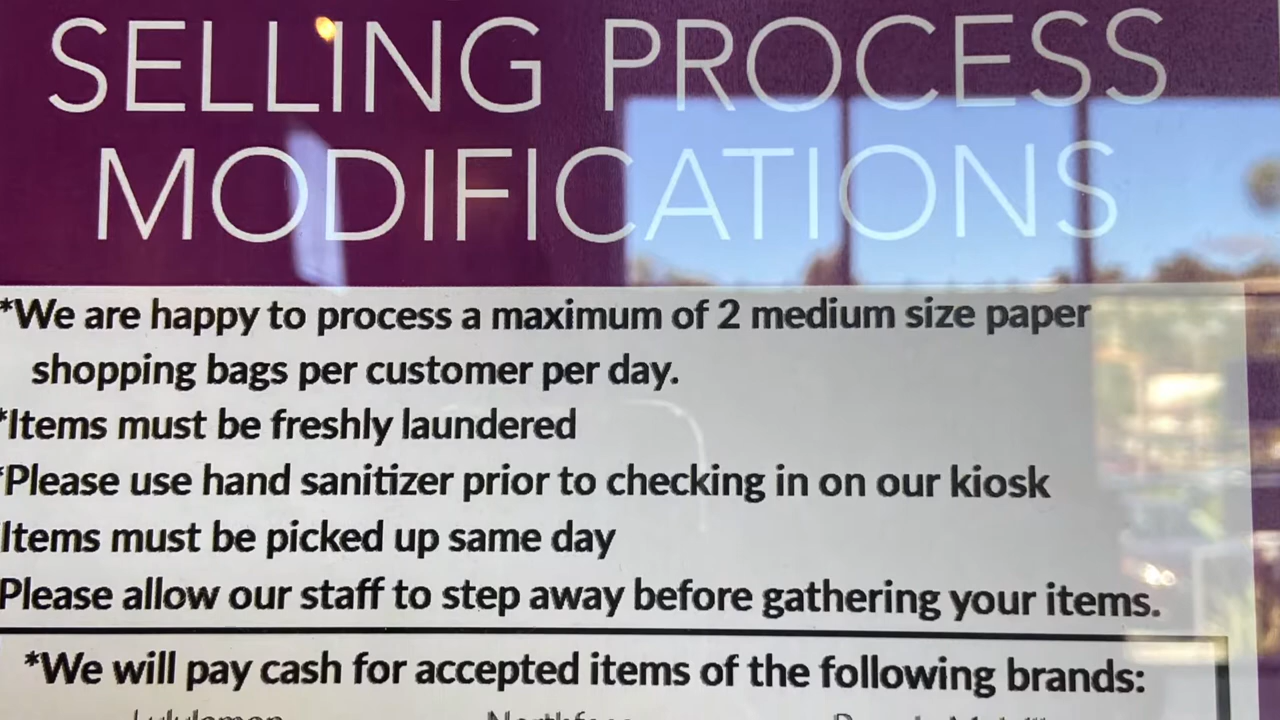 SELLING PROCESS
MODIFICATIONS
*We are happy to process a maximum of 2 medium size paper
shopping bags per customer per day.
*Items must be freshly laundered
*Please use hand sanitizer prior to checking in on our kiosk
Items must be picked up same day
Please allow our staff to step away before gathering your items.
*We will pay cash for accepted items of the following brands:
Lululemon Northface